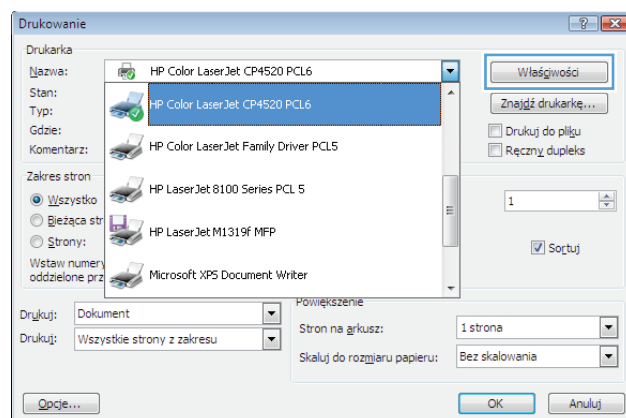 Drukowanie
Drukarka
Nazwa: HP Color LaserJet CP4520 PCL6 Właściwości
Stan: HP Color LaserJet CP4520 PCL6 Znajdź drukarkę...
Typ:
Gdzie: HP Color LaserJet Family Driver PCL5 Drukuj do pliku
Komentarz: Ręczny dupleks
Zakres stron HP LaserJet 8100 Series PCL 5
Wszystko 1
Bieżąca str HP LaserJet M1319f MFP
Strony: Sortuj
Wstaw numery Microsoft XPS Document Writer
oddzielone prz
Drukuj: Dokument Powiększenie
Stron na arkusz: 1 strona
Drukuj: Wszystkie strony z zakresu
Skaluj do rozmiaru papieru: Bez skalowania
Opcje... OK Anuluj